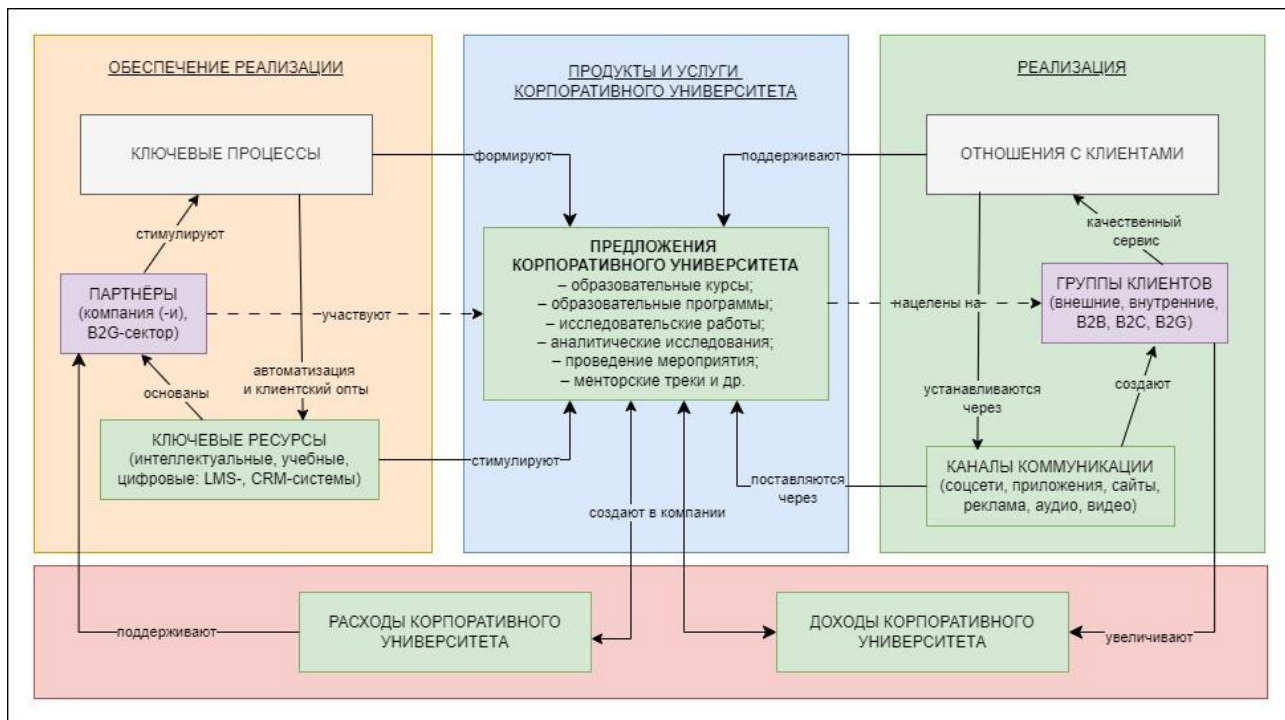 ОБЕСПЕЧЕНИЕ РЕАЛИЗАЦИИ
КЛЮЧЕВЫЕ ПРОЦЕССЫ
стимулируют
ПАРТНЁРЫ
(компания (-и),
B2G-сектор)
участвуют
основаны
автоматизация
и клиентский опты
КЛЮЧЕВЫЕ РЕСУРСЫ
(интеллектуальные, учебные,
цифровые: LMS-, CRM-системы)
формируют
стимулируют
ПРОДУКТЫ И УСЛУГИ
КОРПОРАТИВНОГО УНИВЕРСИТЕТА
ПРЕДЛОЖЕНИЯ
КОРПОРАТИВНОГО УНИВЕРСИТЕТА
– образовательные курсы;
– образовательные программы;
– исследовательские работы;
– аналитические исследования;
– проведение мероприятия;
– менторские треки и др.
создают в компании
РЕАЛИЗАЦИЯ
поддерживают
ОТНОШЕНИЯ С КЛИЕНТАМИ
качественный
сервис
нацелены на
ГРУППЫ КЛИЕНТОВ
(внешние, внутренние,
B2B, B2C, B2G)
устанавливаются
через
создают
поставляются
через
КАНАЛЫ КОММУНИКАЦИИ
(соцсети, приложения, сайты,
реклама, аудио, видео)
поддерживают
РАСХОДЫ КОРПОРАТИВНОГО
УНИВЕРСИТЕТА
ДОХОДЫ КОРПОРАТИВНОГО
УНИВЕРСИТЕТА
увеличивают